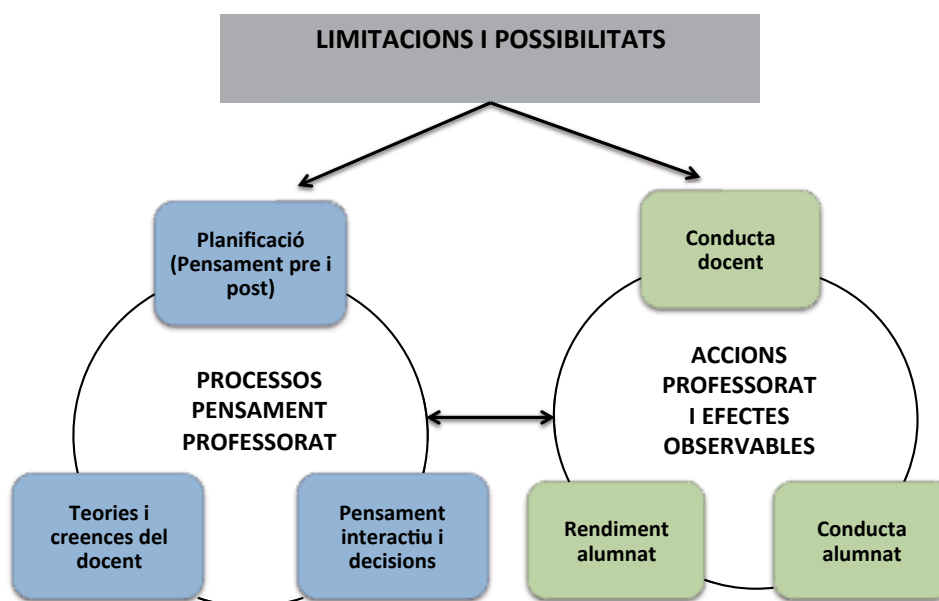 LIMITACIONS I POSSIBILITATS
Planificació
(Pensament pre i
post)
Conducta
docent
PROCESSOS
PENSAMENT
PROFESSORAT
ACCIONS
PROFESSORAT
I EFECTES
OBSERVABLES
Teories i
creences del
docent
Pensament
interactiu i
decisions
Rendiment
alumnat
Conducta
alumnat